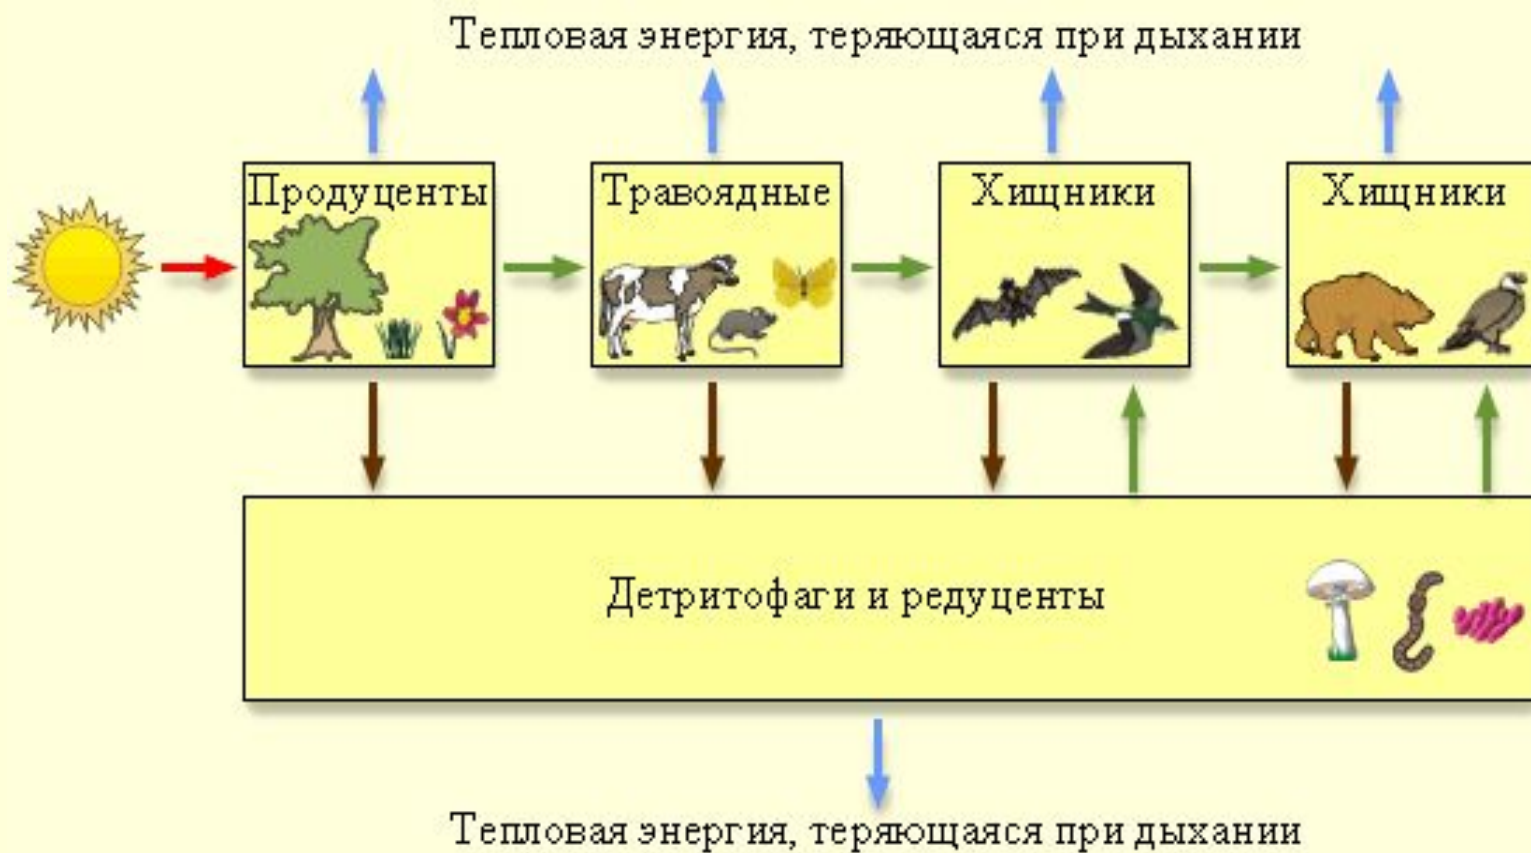 Тепловая энергия, теряющаяся при дыхании
Продуценты
Травоядные
Хищники
Хищники
Детритофаги и редуценты
Тепловая энергия, теряющаяся при дыхании